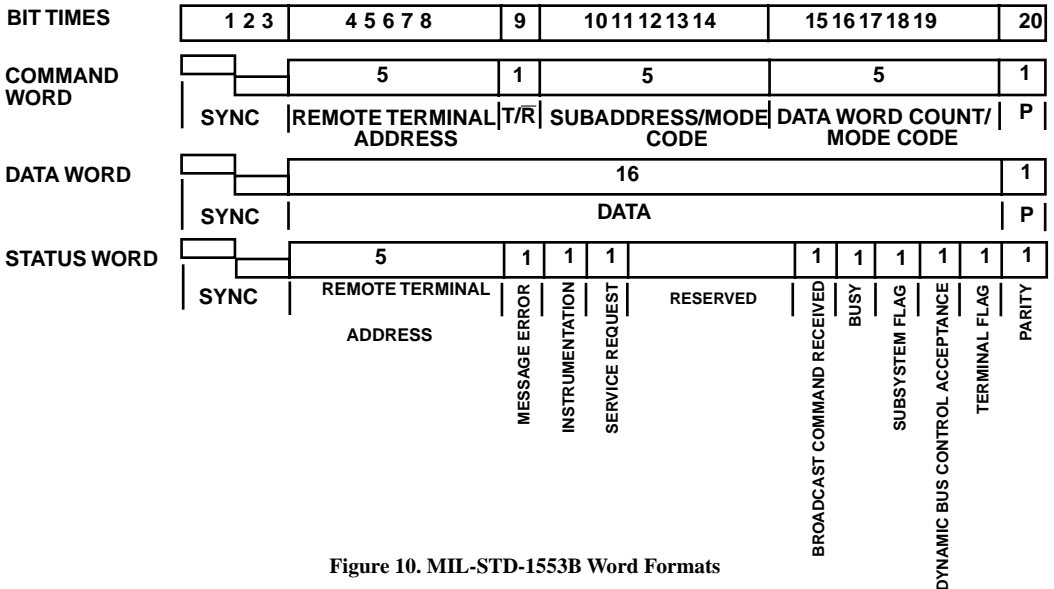 BIT TIMES 1 2 3 4 5 6 7 8 9 10 11 12 13 14 15 16 17 18 19 20
COMMAND WORD 5 1 5 5 1
SYNC REMOTE TERMINAL ADDRESS T/R̅ SUBADDRESS/MODE CODE DATA WORD COUNT/ MODE CODE P
DATA WORD 16 1
SYNC DATA P
STATUS WORD 5 1 1 1 1 1 1 1 1 1
SYNC REMOTE TERMINAL ADDRESS
MESSAGE ERROR
INSTRUMENTATION
SERVICE REQUEST
RESERVED
BROADCAST COMMAND RECEIVED
BUSY
SUBSYSTEM FLAG
DYNAMIC BUS CONTROL ACCEPTANCE
TERMINAL FLAG
PARITY
Figure 10. MIL-STD-1553B Word Formats